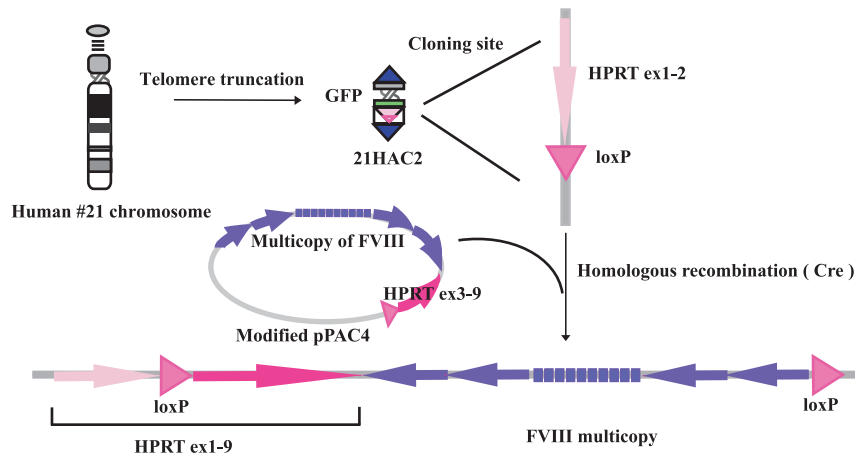 Cloning site
Telomere truncation
HPRT ex1-2
GFP
21HAC2
loxP
Human #21 chromosome
Multicopy of FVIII
Homologous recombination ( Cre )
HPRT ex3-9
Modified pPAC4
loxP
loxP
HPRT ex1-9
FVIII multicopy